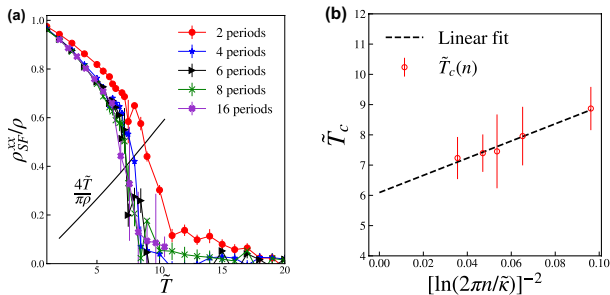 (a)
2 periods
4 periods
6 periods
8 periods
16 periods
ρ_SF^xx/ρ
1.0
0.8
0.6
0.4
0.2
0.0
4T̃/πρ
5
10
15
20
T̃
(b)
Linear fit
T̃_c(n)
T̃_c
12
11
10
9
8
7
6
5
4
0.00
0.02
0.04
0.06
0.08
0.10
[ln(2πn/κ̃)]⁻²